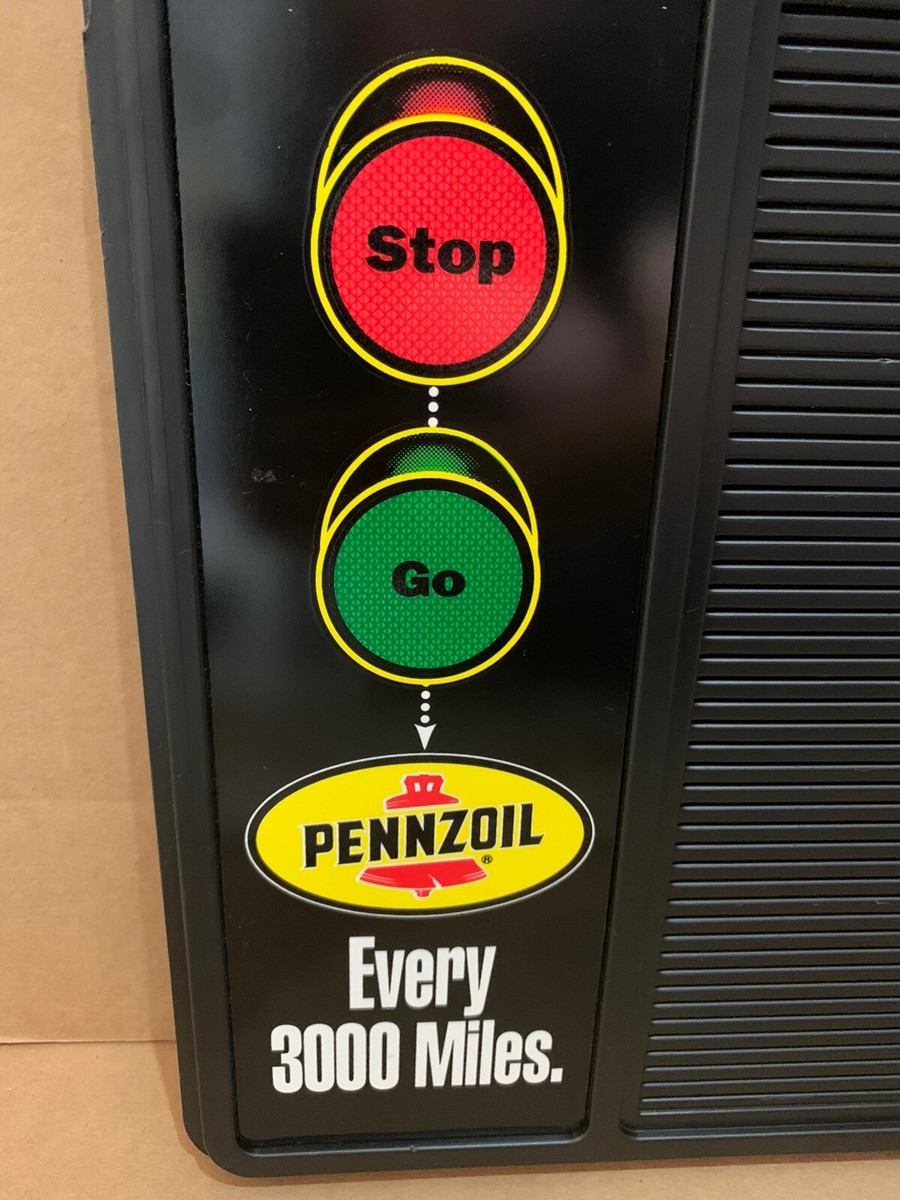 Stop
Go
PENNZOIL®
Every
3000 Miles.